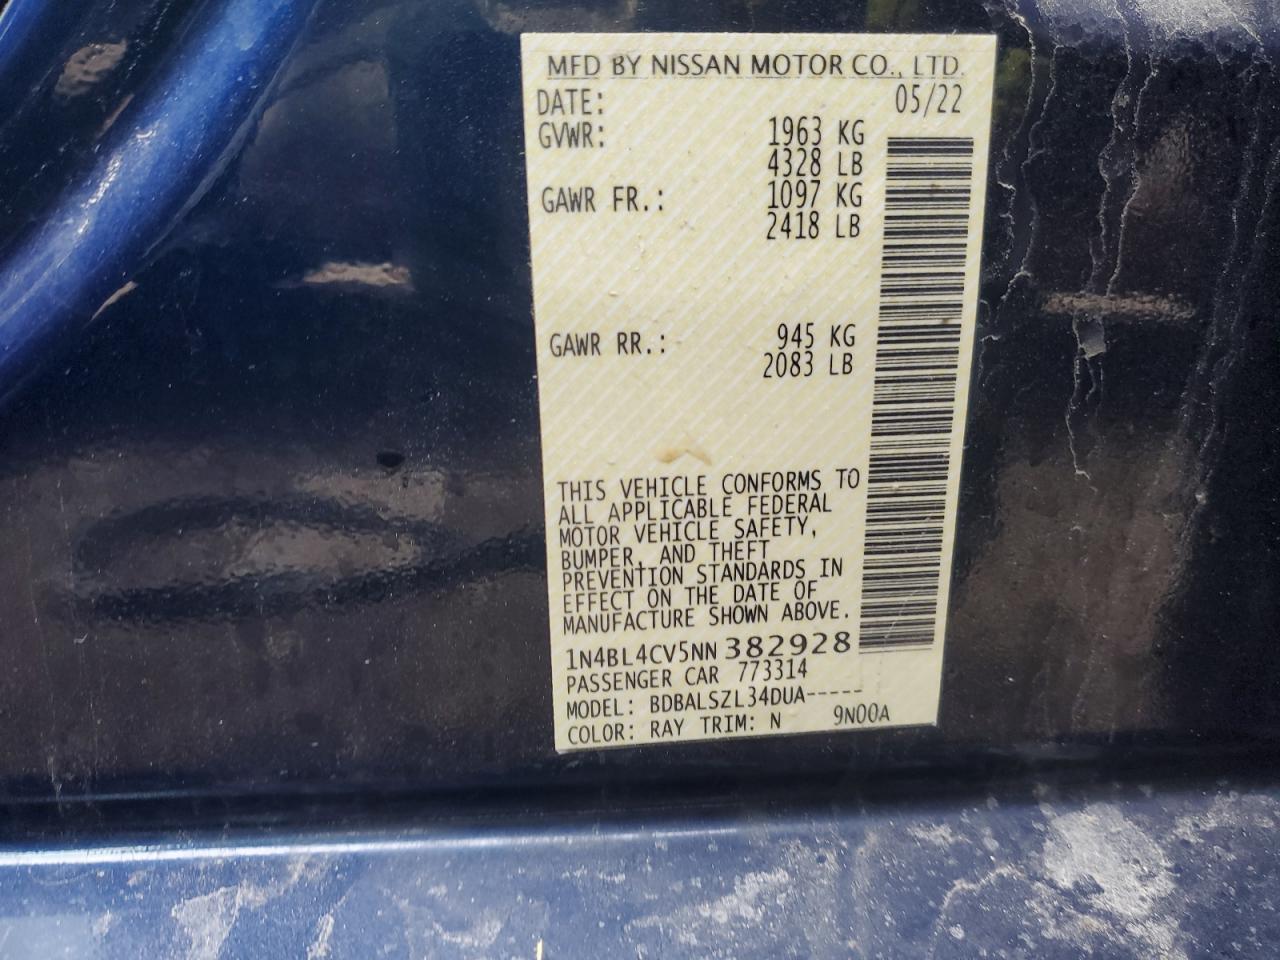 MFD BY NISSAN MOTOR CO., LTD.
DATE: 05/22
GVWR: 1963 KG
4328 LB
GAWR FR.: 1097 KG
2418 LB
GAWR RR.: 945 KG
2083 LB
THIS VEHICLE CONFORMS TO
ALL APPLICABLE FEDERAL
MOTOR VEHICLE SAFETY,
BUMPER, AND THEFT
PREVENTION STANDARDS IN
EFFECT ON THE DATE OF
MANUFACTURE SHOWN ABOVE.
1N4BL4CV5NN382928
PASSENGER CAR 773314
MODEL: BDBALSZL34DUA-----
COLOR: RAY TRIM: N 9N00A